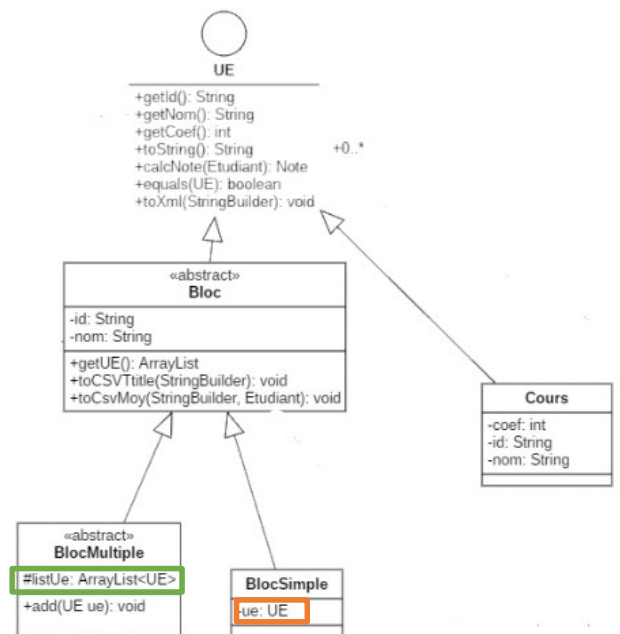 UE
+getId(): String
+getNom(): String
+getCoef(): int
+toString(): String
+0..*
+calcNote(Etudiant): Note
+equals(UE): boolean
+toXml(StringBuilder): void
«abstract»
Bloc
-id: String
-nom: String
+getUE(): ArrayList
+toCSVTtitle(StringBuilder): void
+toCsvMoy(StringBuilder, Etudiant): void
Cours
-coef: int
-id: String
-nom: String
«abstract»
BlocMultiple
#listUe: ArrayList<UE>
+add(UE ue): void
BlocSimple
-ue: UE